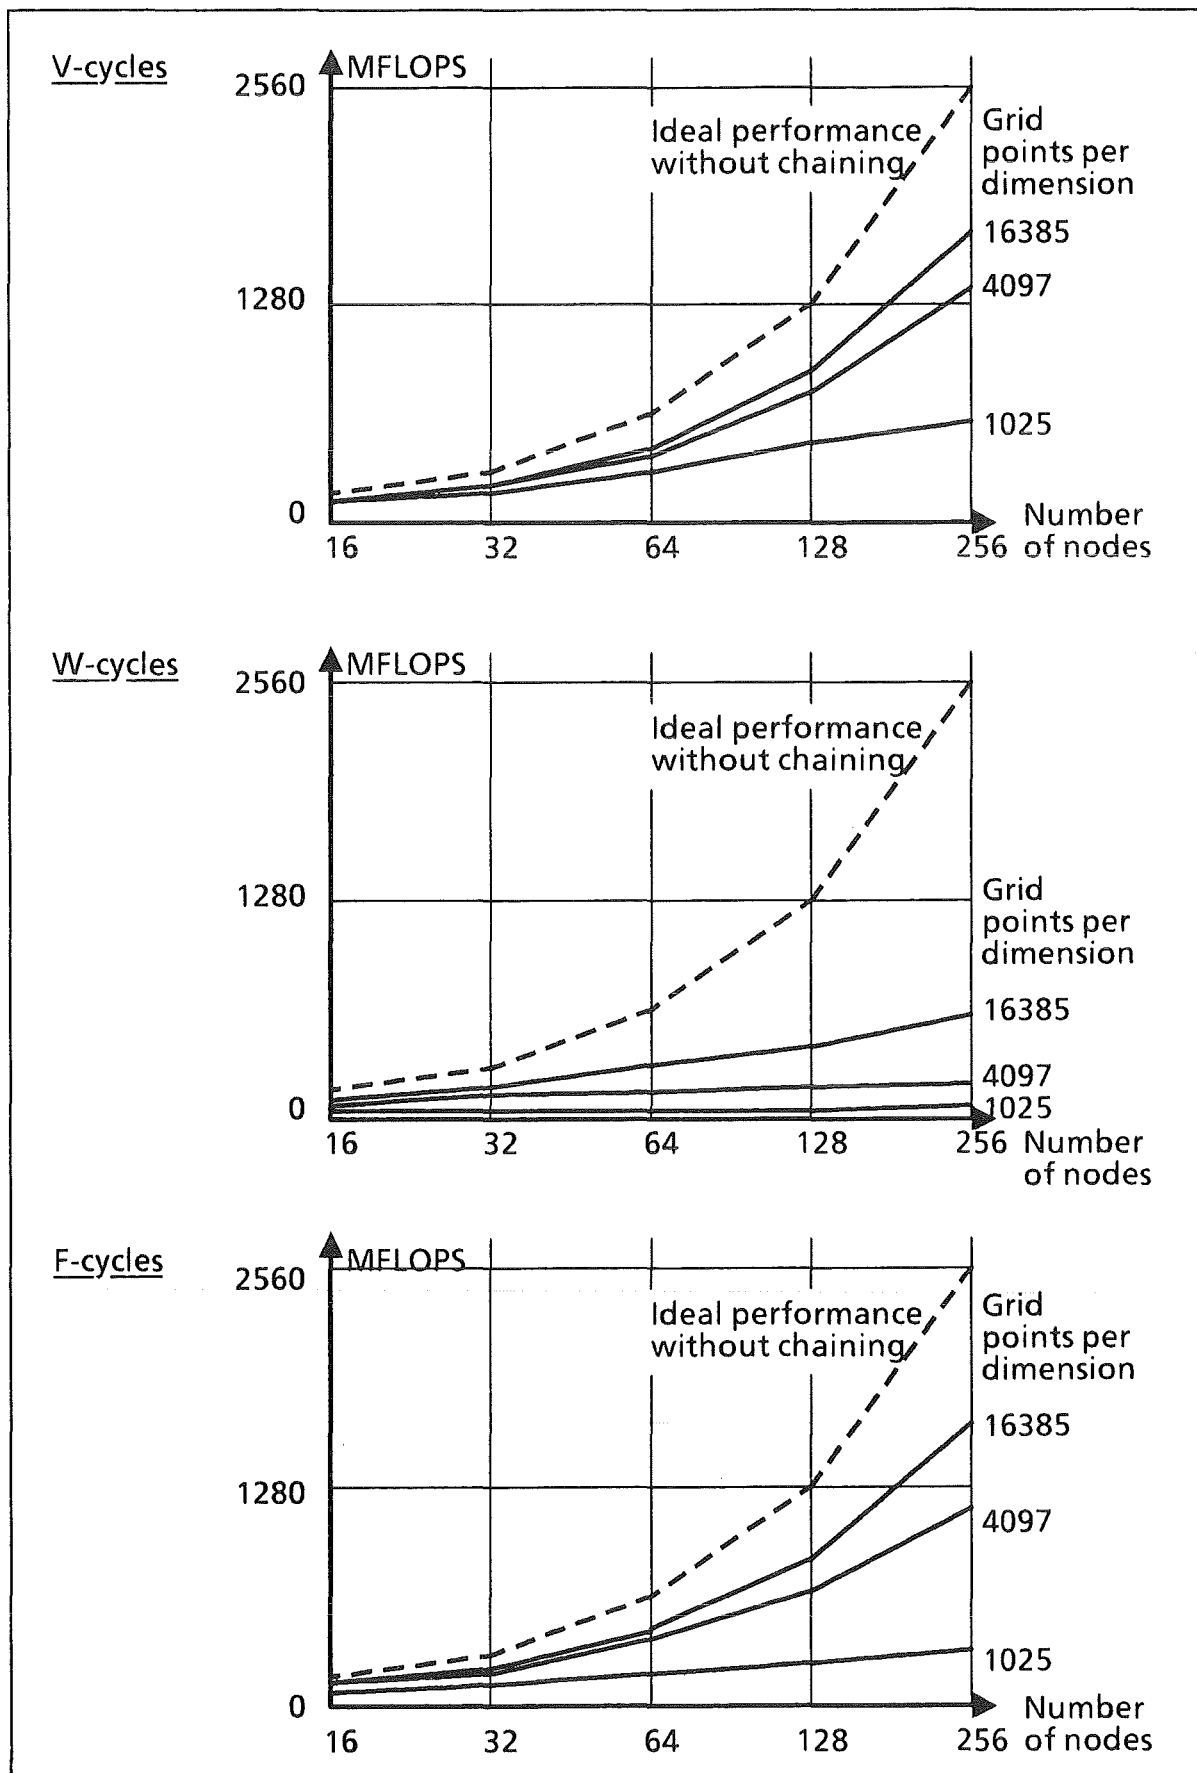 V-cycles
MFLOPS
2560
Ideal performance
without chaining
Grid
points per
dimension
16385
1280
4097
1025
0
16 32 64 128 256
Number
of nodes
W-cycles
MFLOPS
2560
Ideal performance
without chaining
1280
Grid
points per
dimension
16385
4097
0
1025
16 32 64 128 256
Number
of nodes
F-cycles
MFLOPS
2560
Ideal performance
without chaining
Grid
points per
dimension
16385
1280
4097
1025
0
16 32 64 128 256
Number
of nodes